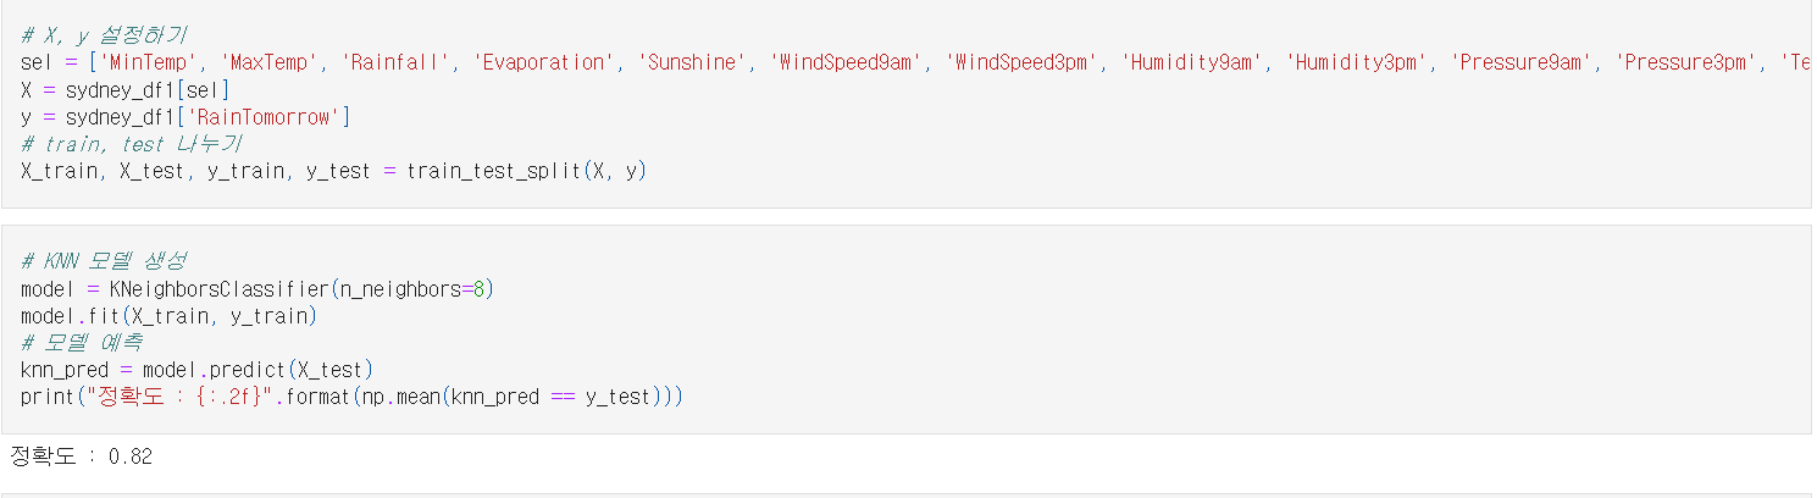 # X, y 설정하기
sel = ['MinTemp', 'MaxTemp', 'Rainfall', 'Evaporation', 'Sunshine', 'WindSpeed9am', 'WindSpeed3pm', 'Humidity9am', 'Humidity3pm', 'Pressure9am', 'Pressure3pm', 'Te
X = sydney_df1[sel]
y = sydney_df1['RainTomorrow']
# train, test 나누기
X_train, X_test, y_train, y_test = train_test_split(X, y)
# KNN 모델 생성
model = KNeighborsClassifier(n_neighbors=8)
model.fit(X_train, y_train)
# 모델 예측
knn_pred = model.predict(X_test)
print("정확도 : {:.2f}".format(np.mean(knn_pred == y_test)))
정확도 : 0.82